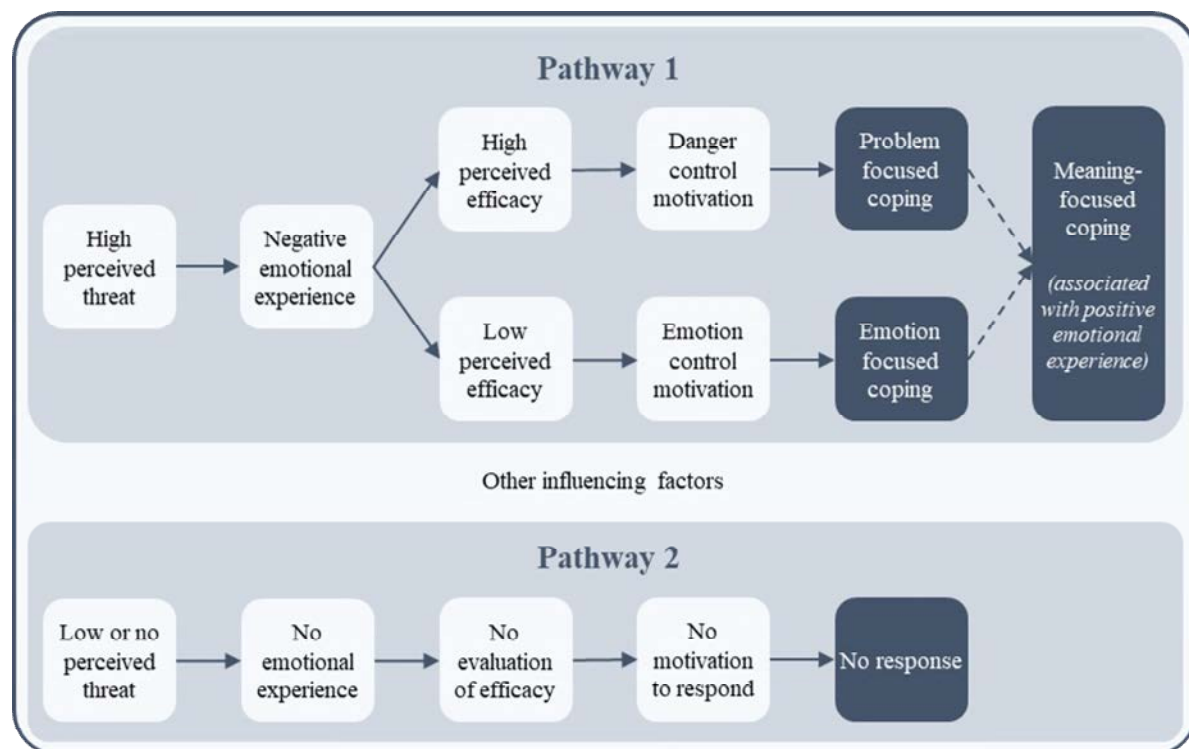 Pathway 1
High
perceived
threat
Negative
emotional
experience
High
perceived
efficacy
Danger
control
motivation
Problem
focused
coping
Low
perceived
efficacy
Emotion
control
motivation
Emotion
focused
coping
Meaning-
focused
coping
(associated
with positive
emotional
experience)
Other influencing factors
Pathway 2
Low or no
perceived
threat
No
emotional
experience
No
evaluation
of efficacy
No
motivation
to respond
No response